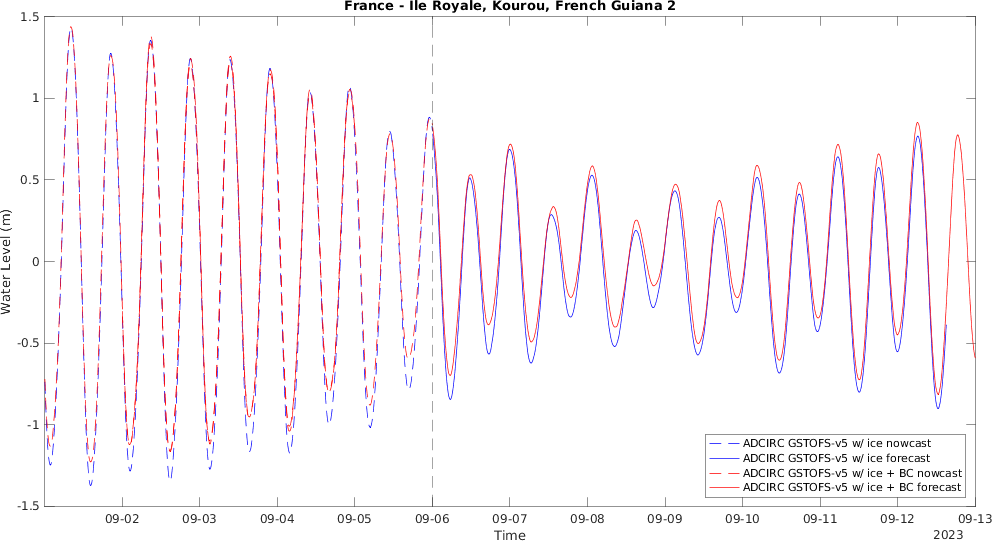 France - Ile Royale, Kourou, French Guiana 2
1.5
1
0.5
0
-0.5
-1
-1.5
Water Level (m)
09-02
09-03
09-04
09-05
09-06
09-07
09-08
09-09
09-10
09-11
09-12
09-13
Time
2023
ADCIRC GSTOFS-v5 w/ ice nowcast
ADCIRC GSTOFS-v5 w/ ice forecast
ADCIRC GSTOFS-v5 w/ ice + BC nowcast
ADCIRC GSTOFS-v5 w/ ice + BC forecast